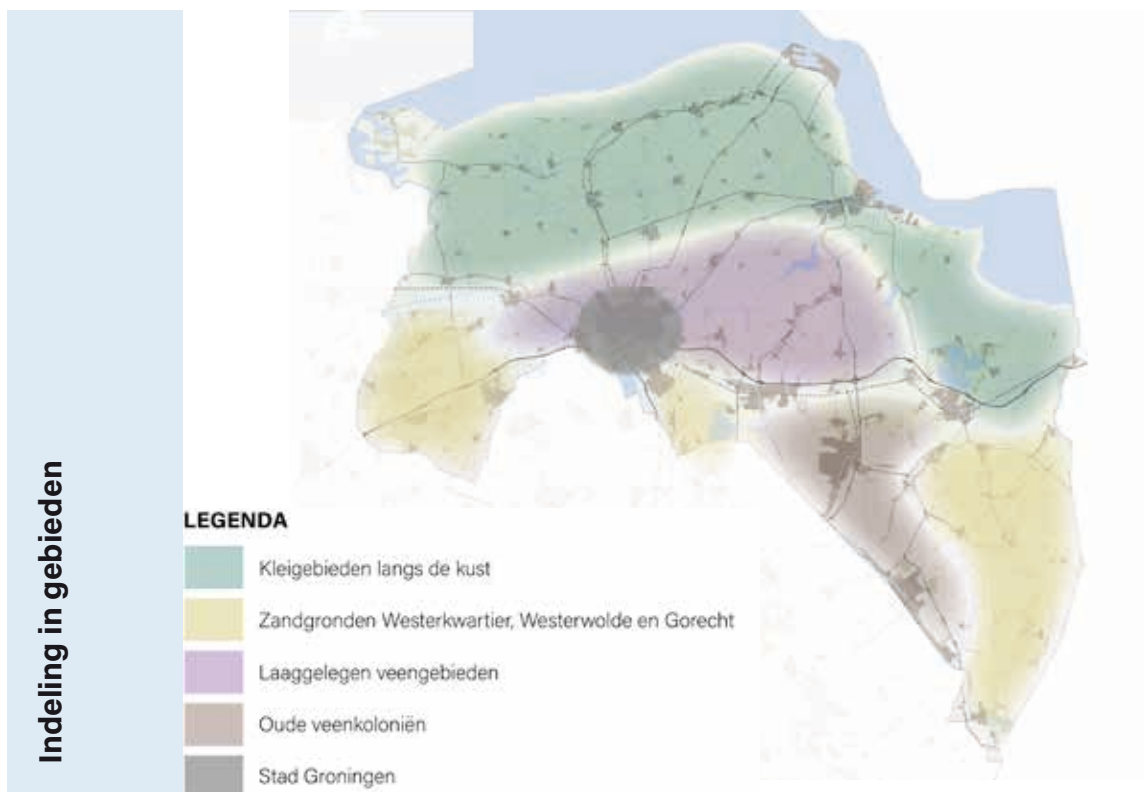 Indeling in gebieden
LEGENDA
Kleigebieden langs de kust
Zandgronden Westerkwartier, Westerwolde en Gorecht
Laaggelegen veengebieden
Oude veenkoloniën
Stad Groningen